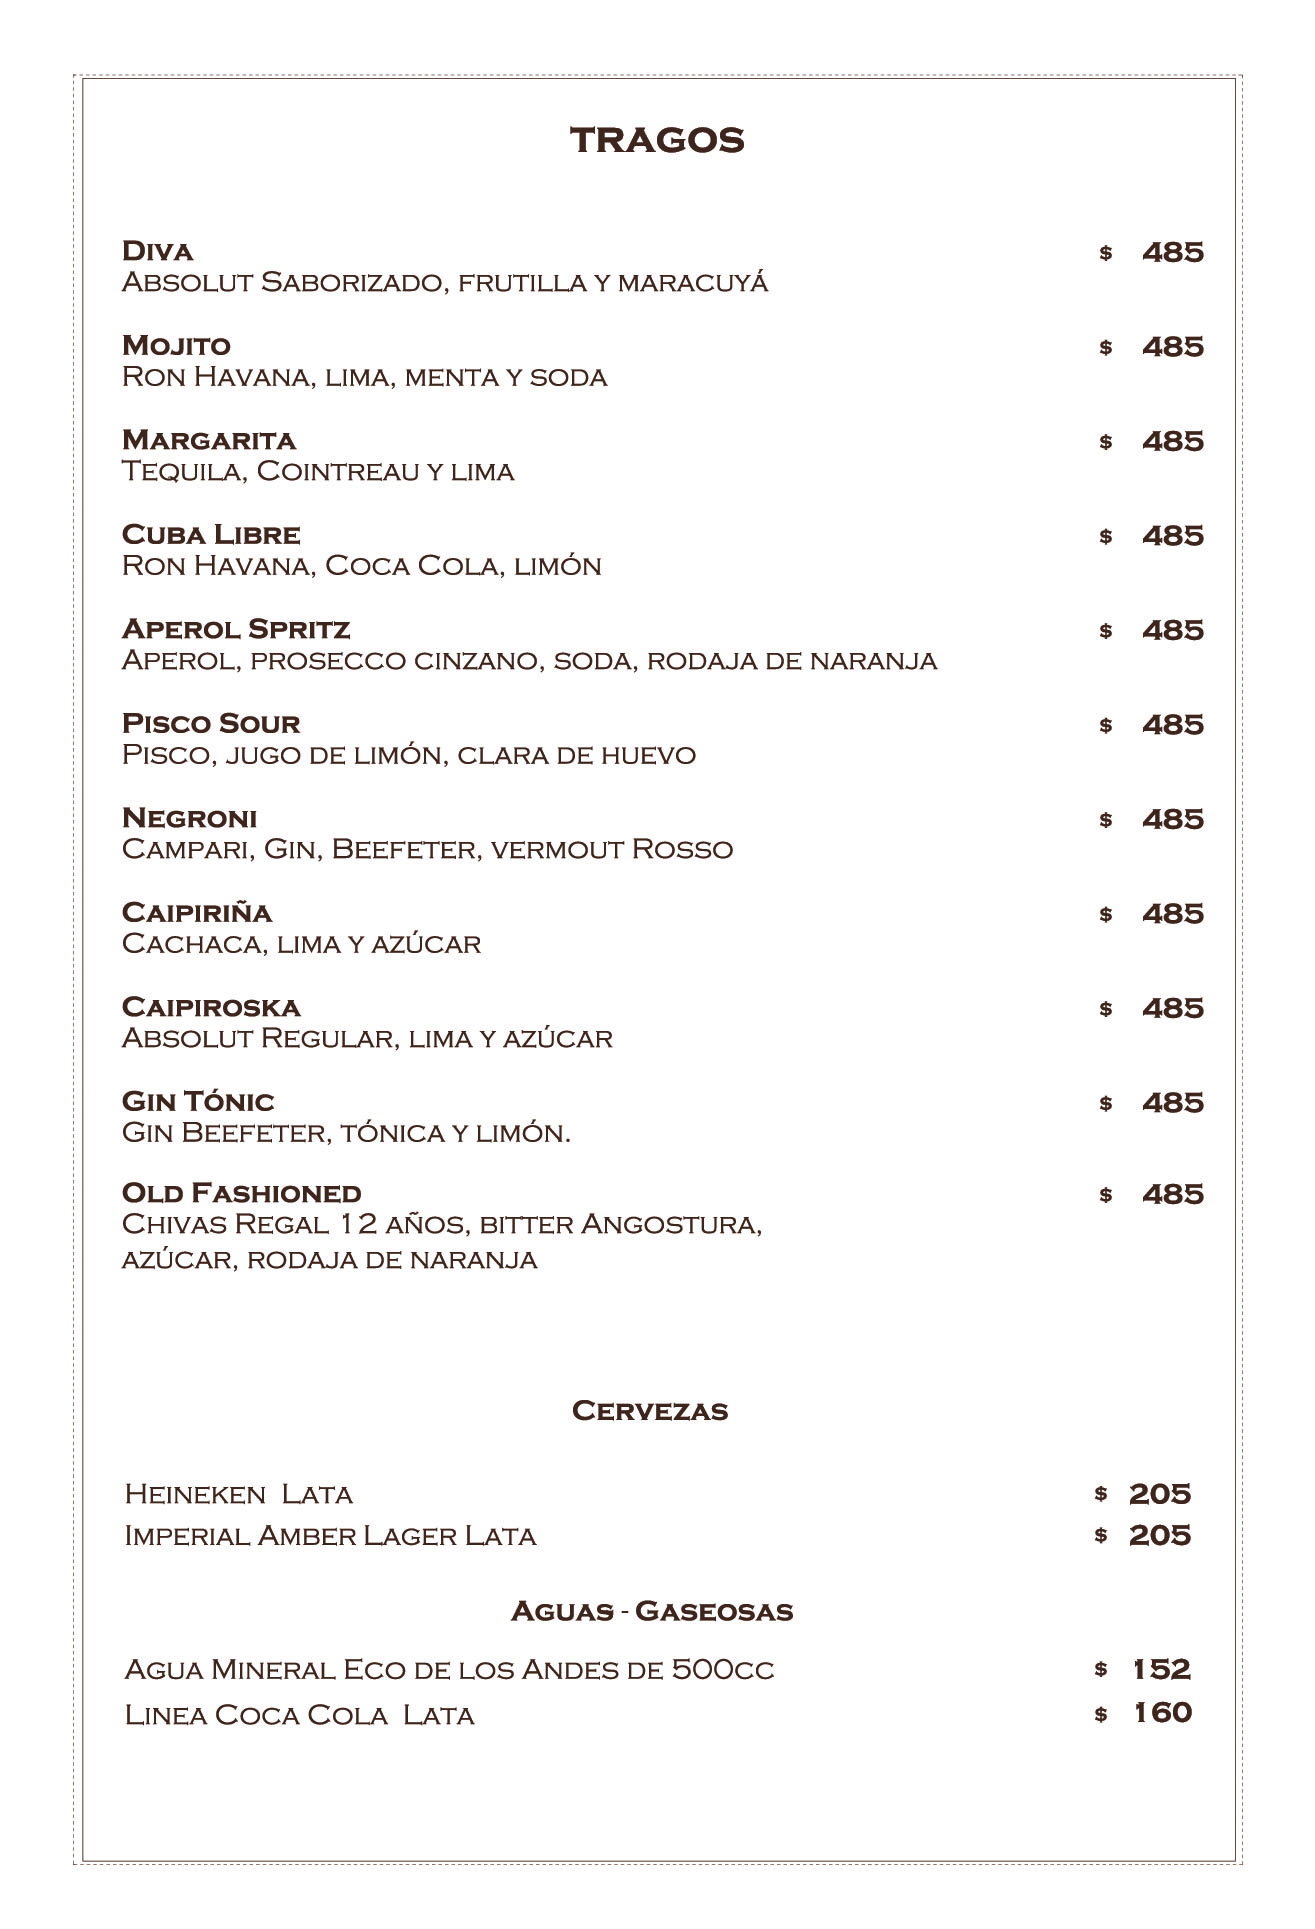 TRAGOS
Diva $ 485
Absolut Saborizado, frutilla y maracuyá
Mojito $ 485
Ron Havana, lima, menta y soda
Margarita $ 485
Tequila, Cointreau y lima
Cuba Libre $ 485
Ron Havana, Coca Cola, limón
Aperol Spritz $ 485
Aperol, prosecco cinzano, soda, rodaja de naranja
Pisco Sour $ 485
Pisco, jugo de limón, clara de huevo
Negroni $ 485
Campari, Gin, Beefeter, vermout Rosso
Caipiriña $ 485
Cachaca, lima y azúcar
Caipiroska $ 485
Absolut Regular, lima y azúcar
Gin Tónic $ 485
Gin Beefeter, tónica y limón.
Old Fashioned $ 485
Chivas Regal 12 años, bitter Angostura,
azúcar, rodaja de naranja
Cervezas
Heineken Lata $ 205
Imperial Amber Lager Lata $ 205
Aguas - Gaseosas
Agua Mineral Eco de los Andes de 500cc $ 152
Linea Coca Cola Lata $ 160